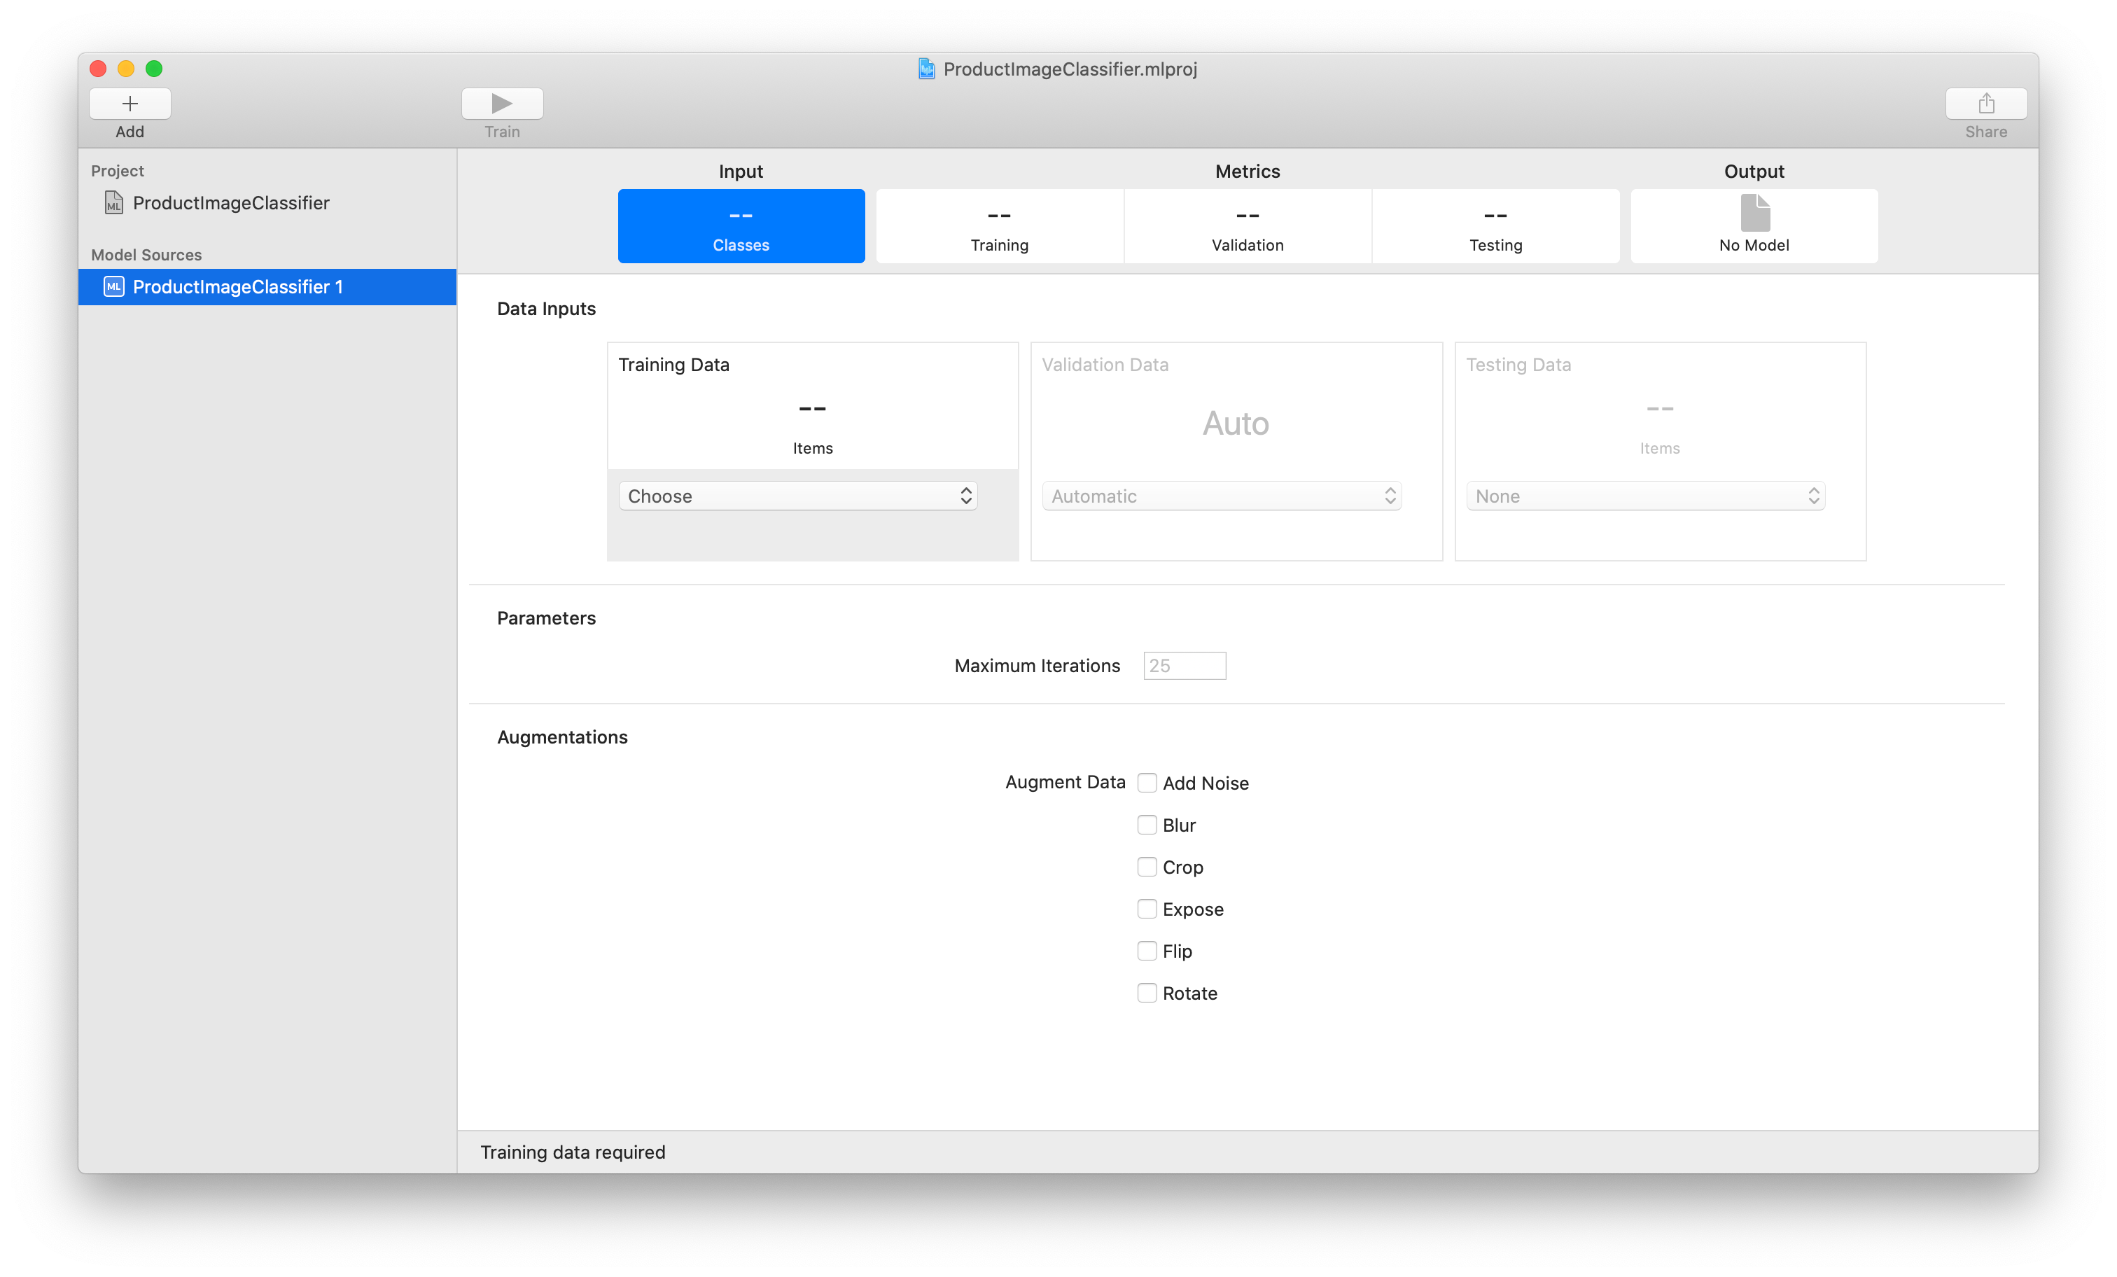 ProductImageClassifier.mlproj
Add
Train
Share
Project
ML ProductImageClassifier
Model Sources
ML ProductImageClassifier 1
Input
Metrics
Output
--
--
--
--
Classes
Training
Validation
Testing
No Model
Data Inputs
Training Data
--
Items
Choose
Validation Data
Auto
Automatic
Testing Data
--
Items
None
Parameters
Maximum Iterations 25
Augmentations
Augment Data Add Noise
Blur
Crop
Expose
Flip
Rotate
Training data required